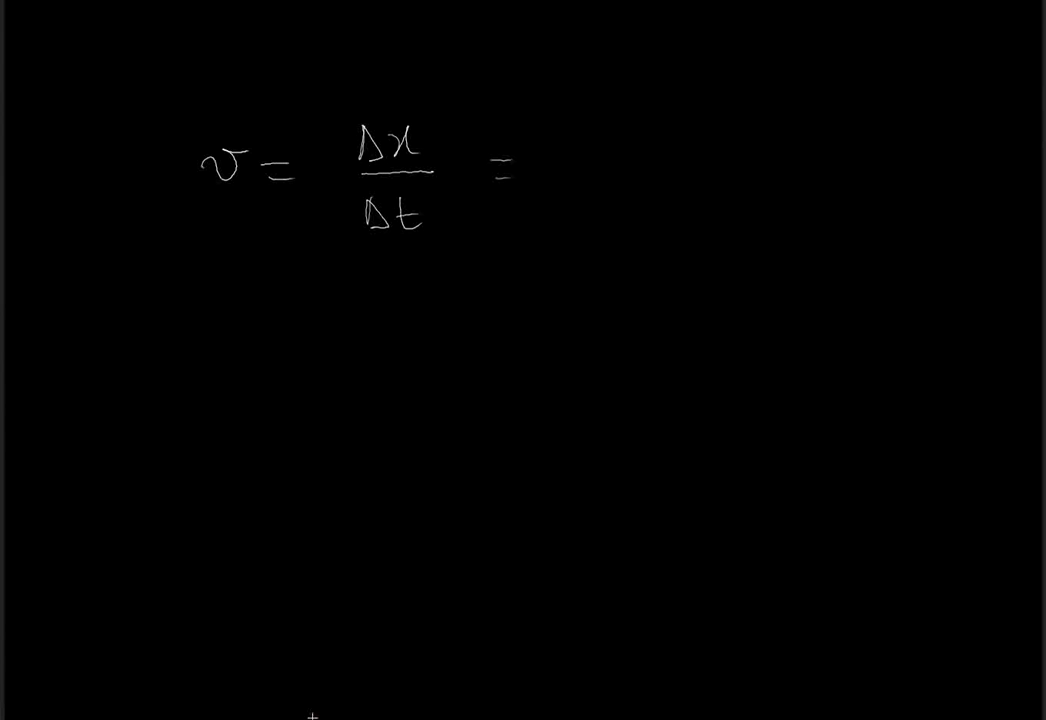 v = Δx / Δt =